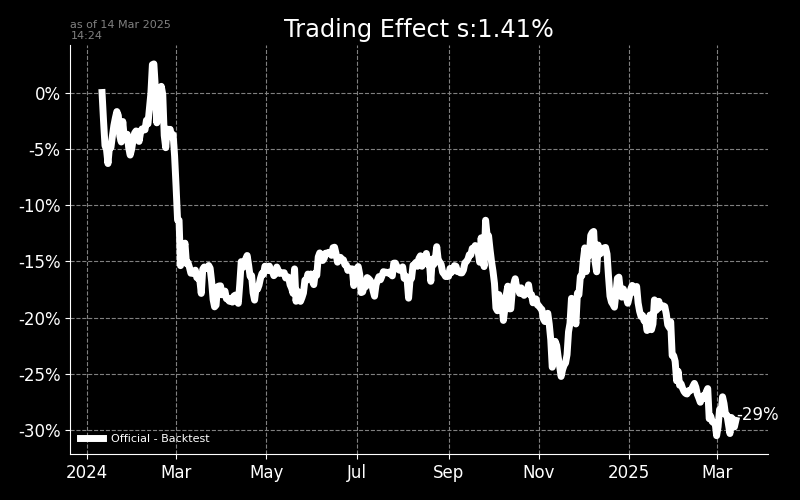 as of 14 Mar 2025
14:24
Trading Effect s:1.41%
0%
-5%
-10%
-15%
-20%
-25%
-30%
-29%
Official - Backtest
2024 Mar May Jul Sep Nov 2025 Mar